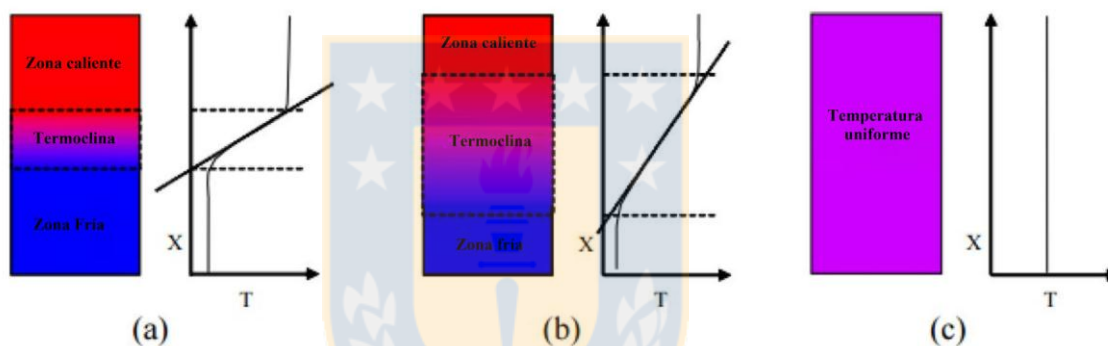 Zona caliente
Termoclina
Zona Fría
X
T
(a)
Zona caliente
Termoclina
Zona fría
X
T
(b)
Temperatura
uniforme
X
T
(c)